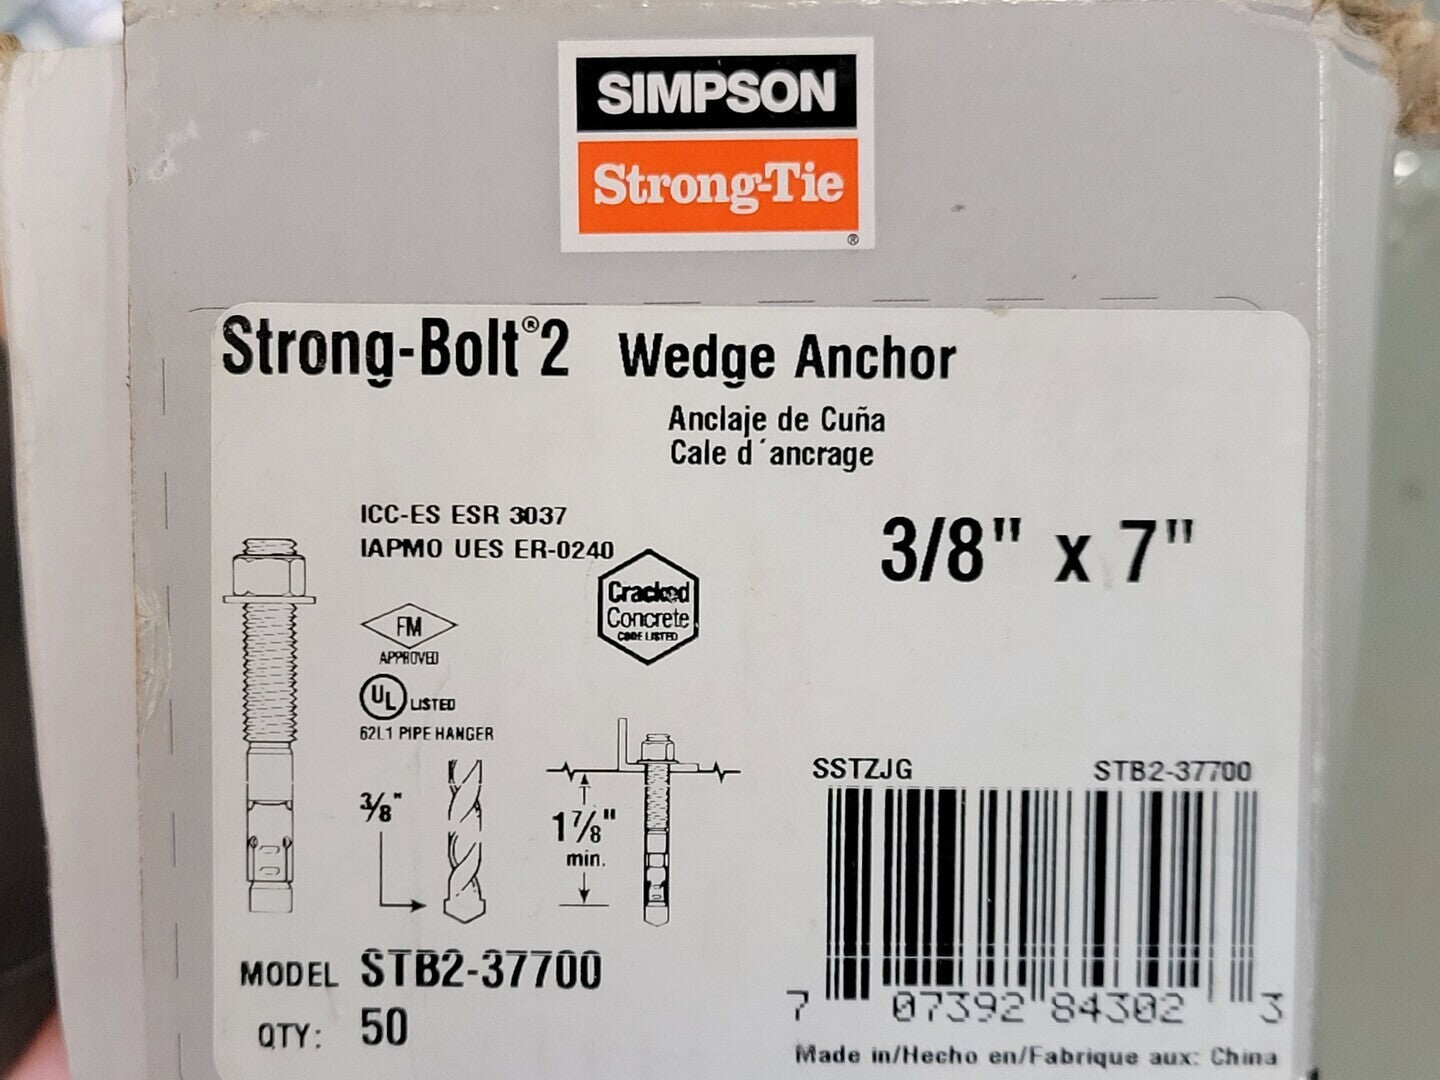 SIMPSON
Strong-Tie
®
Strong-Bolt®2 Wedge Anchor
Anclaje de Cuña
Cale d´ancrage
ICC-ES ESR 3037
IAPMO UES ER-0240
3/8" x 7"
Cracked
Concrete
CODE LISTED
FM
APPROVED
UL LISTED
62L1 PIPE HANGER
3/8"
1 7/8"
min.
SSTZJG STB2-37700
MODEL STB2-37700
QTY: 50
7 07392 84302 3
Made in/Hecho en/Fabrique aux: China